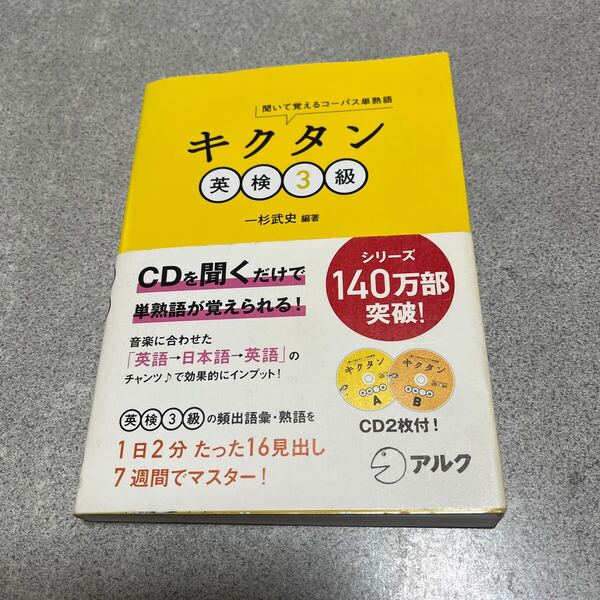 聞いて覚えるコーパス単熟語
キクタン
英検3級
一杉武史 編著
CDを聞くだけで
単熟語が覚えられる!
音楽に合わせた
「英語→日本語→英語」の
チャンツ♪で効果的にインプット!
英検3級の頻出語彙・熟語を
1日2分 たった16見出し
7週間でマスター!
シリーズ
140万部
突破!
キクタン
A
キクタン
B
CD2枚付!
アルク